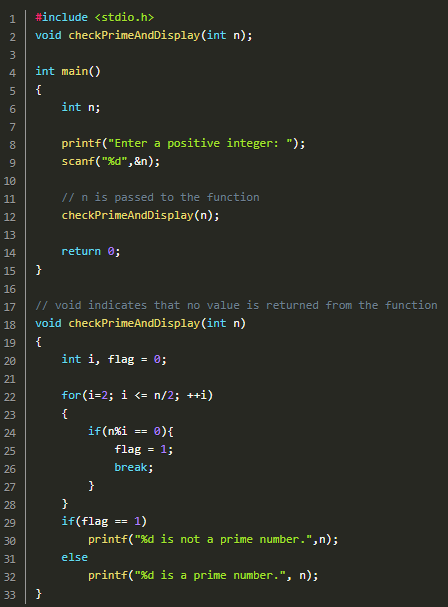 1 #include <stdio.h>
2 void checkPrimeAndDisplay(int n);
3
4 int main()
5 {
6     int n;
7
8     printf("Enter a positive integer: ");
9     scanf("%d",&n);
10
11     // n is passed to the function
12     checkPrimeAndDisplay(n);
13
14     return 0;
15 }
16
17 // void indicates that no value is returned from the function
18 void checkPrimeAndDisplay(int n)
19 {
20     int i, flag = 0;
21
22     for(i=2; i <= n/2; ++i)
23     {
24         if(n%i == 0){
25             flag = 1;
26             break;
27         }
28     }
29     if(flag == 1)
30         printf("%d is not a prime number.",n);
31     else
32         printf("%d is a prime number.", n);
33 }